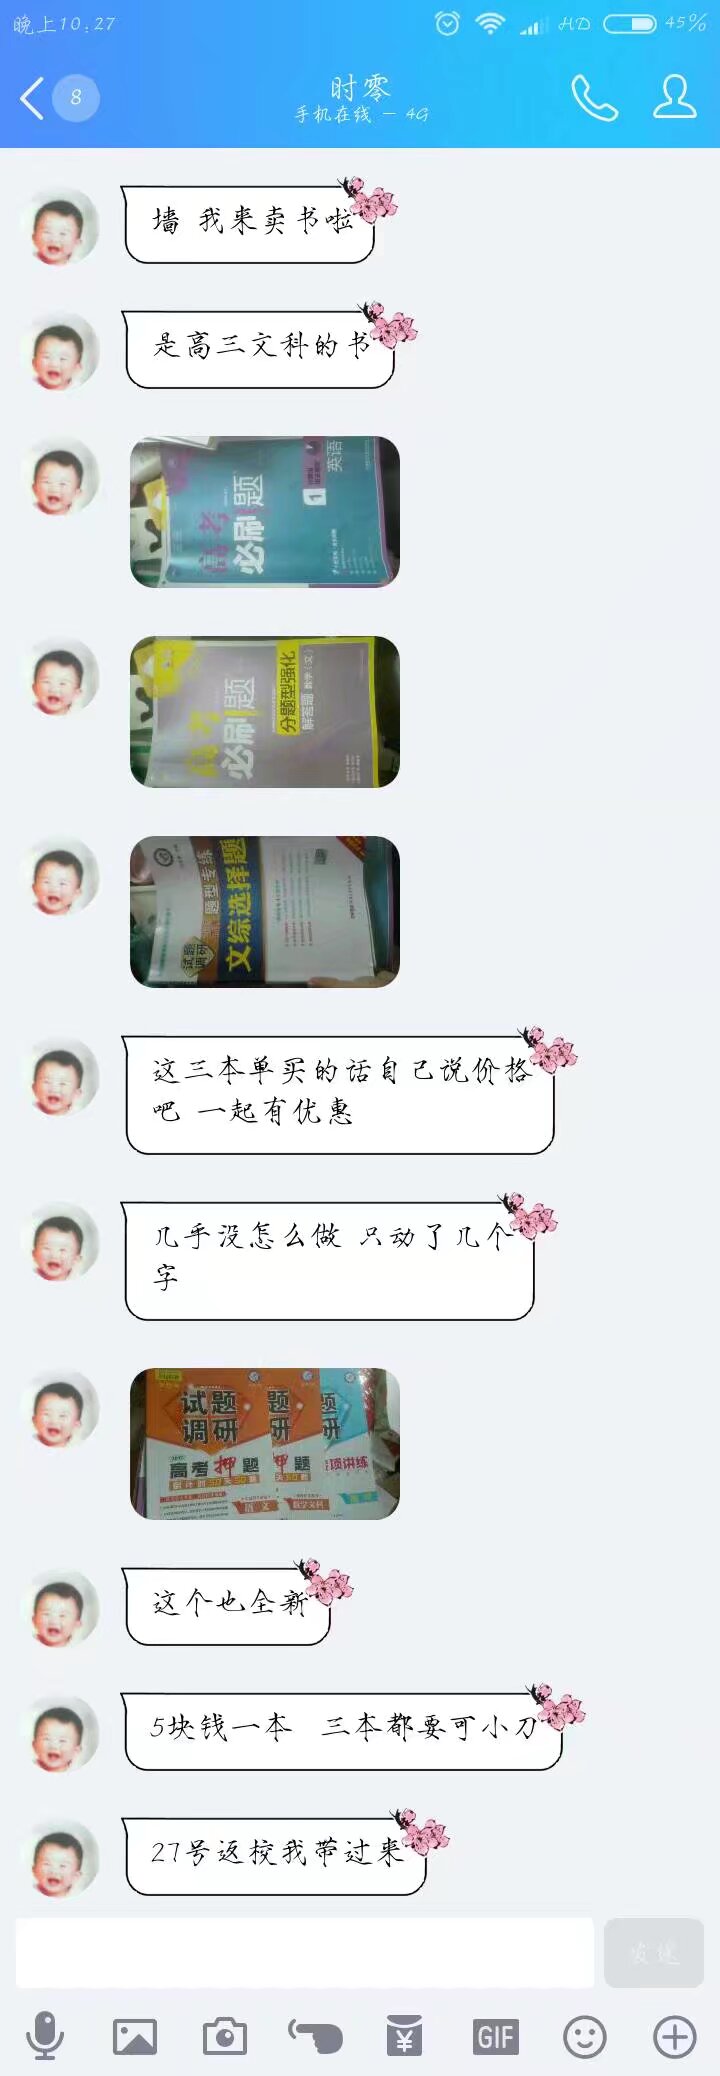 晚上10:27
HD
45%
8
时零
手机在线 - 4G
墙 我来卖书啦
是高三文科的书
高考
必刷题
1
英语
高考
必刷题
分题型强化
解答题 数学(文)
试题
调研
题型专练
文综选择题
这三本单买的话自己说价格
吧 一起有优惠
几乎没怎么做 只动了几个
字
试题
调研
高考押题
语文
题
研
押题
数学文科
题
研
项讲练
这个也全新
5块钱一本 三本都要可小刀
27号返校我带过来
发送
GIF